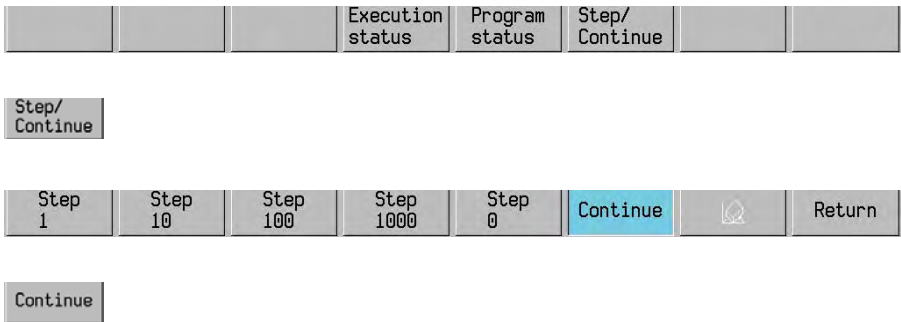 Execution Program Step/
status status Continue
Step/
Continue
Step Step Step Step Step Continue Return
1 10 100 1000 0
Continue